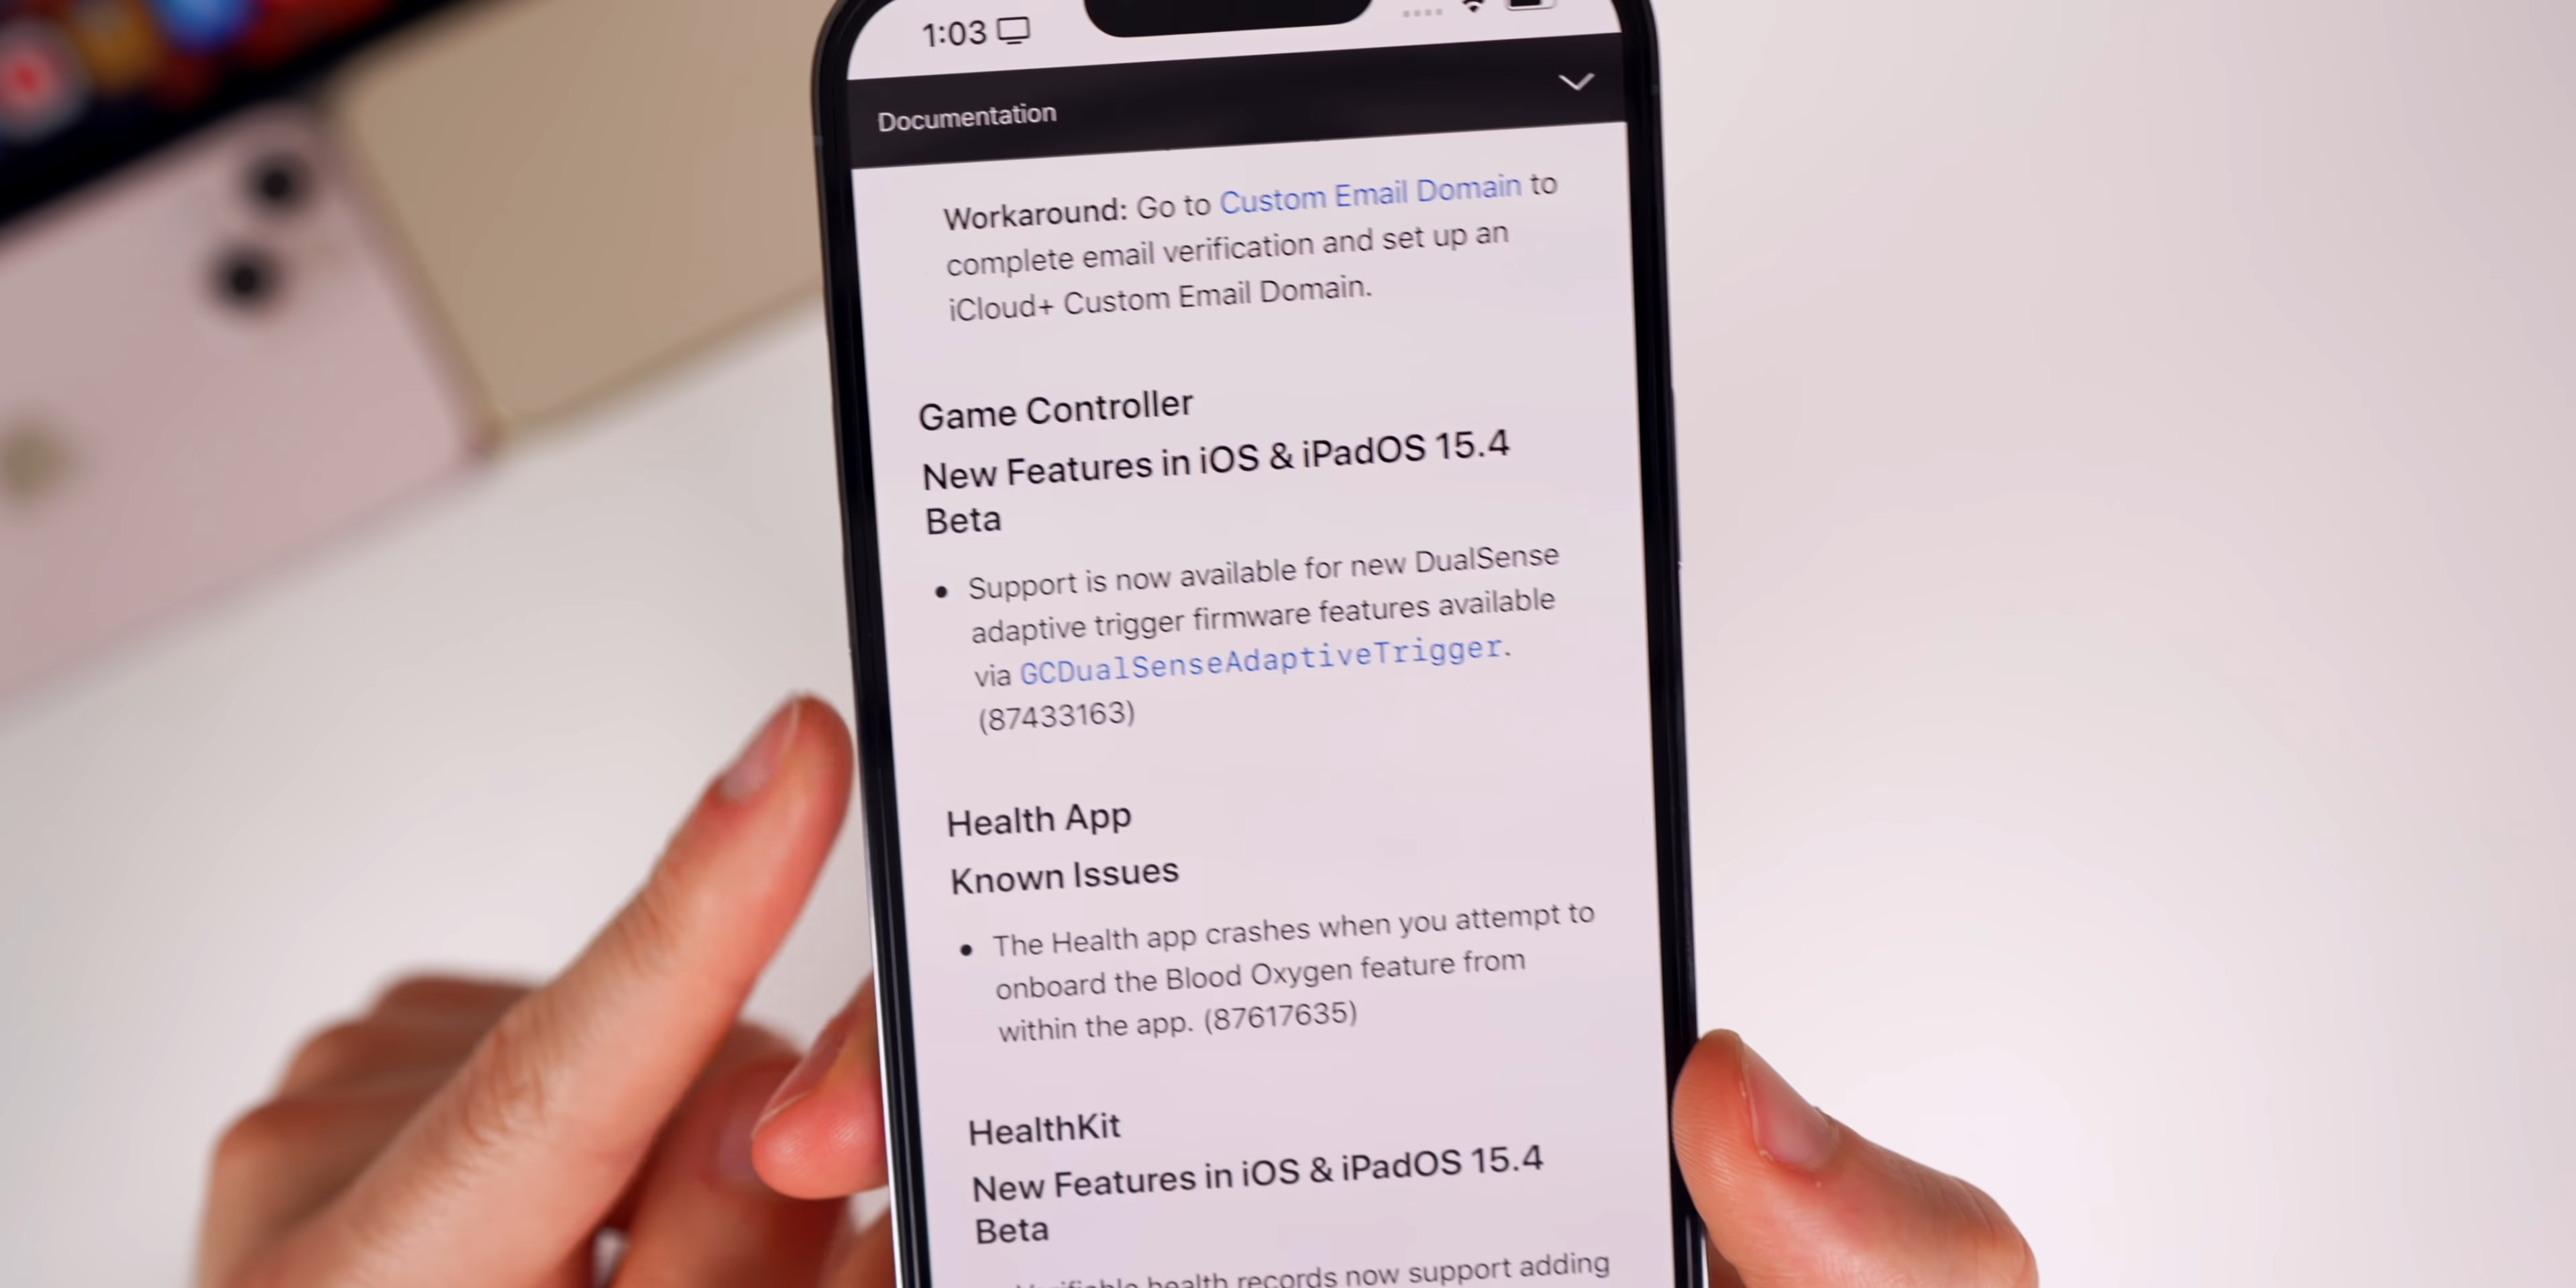 1:03
Documentation
Workaround: Go to Custom Email Domain to
complete email verification and set up an
iCloud+ Custom Email Domain.
Game Controller
New Features in iOS & iPadOS 15.4
Beta
• Support is now available for new DualSense
adaptive trigger firmware features available
via GCDualSenseAdaptiveTrigger.
(87433163)
Health App
Known Issues
• The Health app crashes when you attempt to
onboard the Blood Oxygen feature from
within the app. (87617635)
HealthKit
New Features in iOS & iPadOS 15.4
Beta
Verifiable health records now support adding